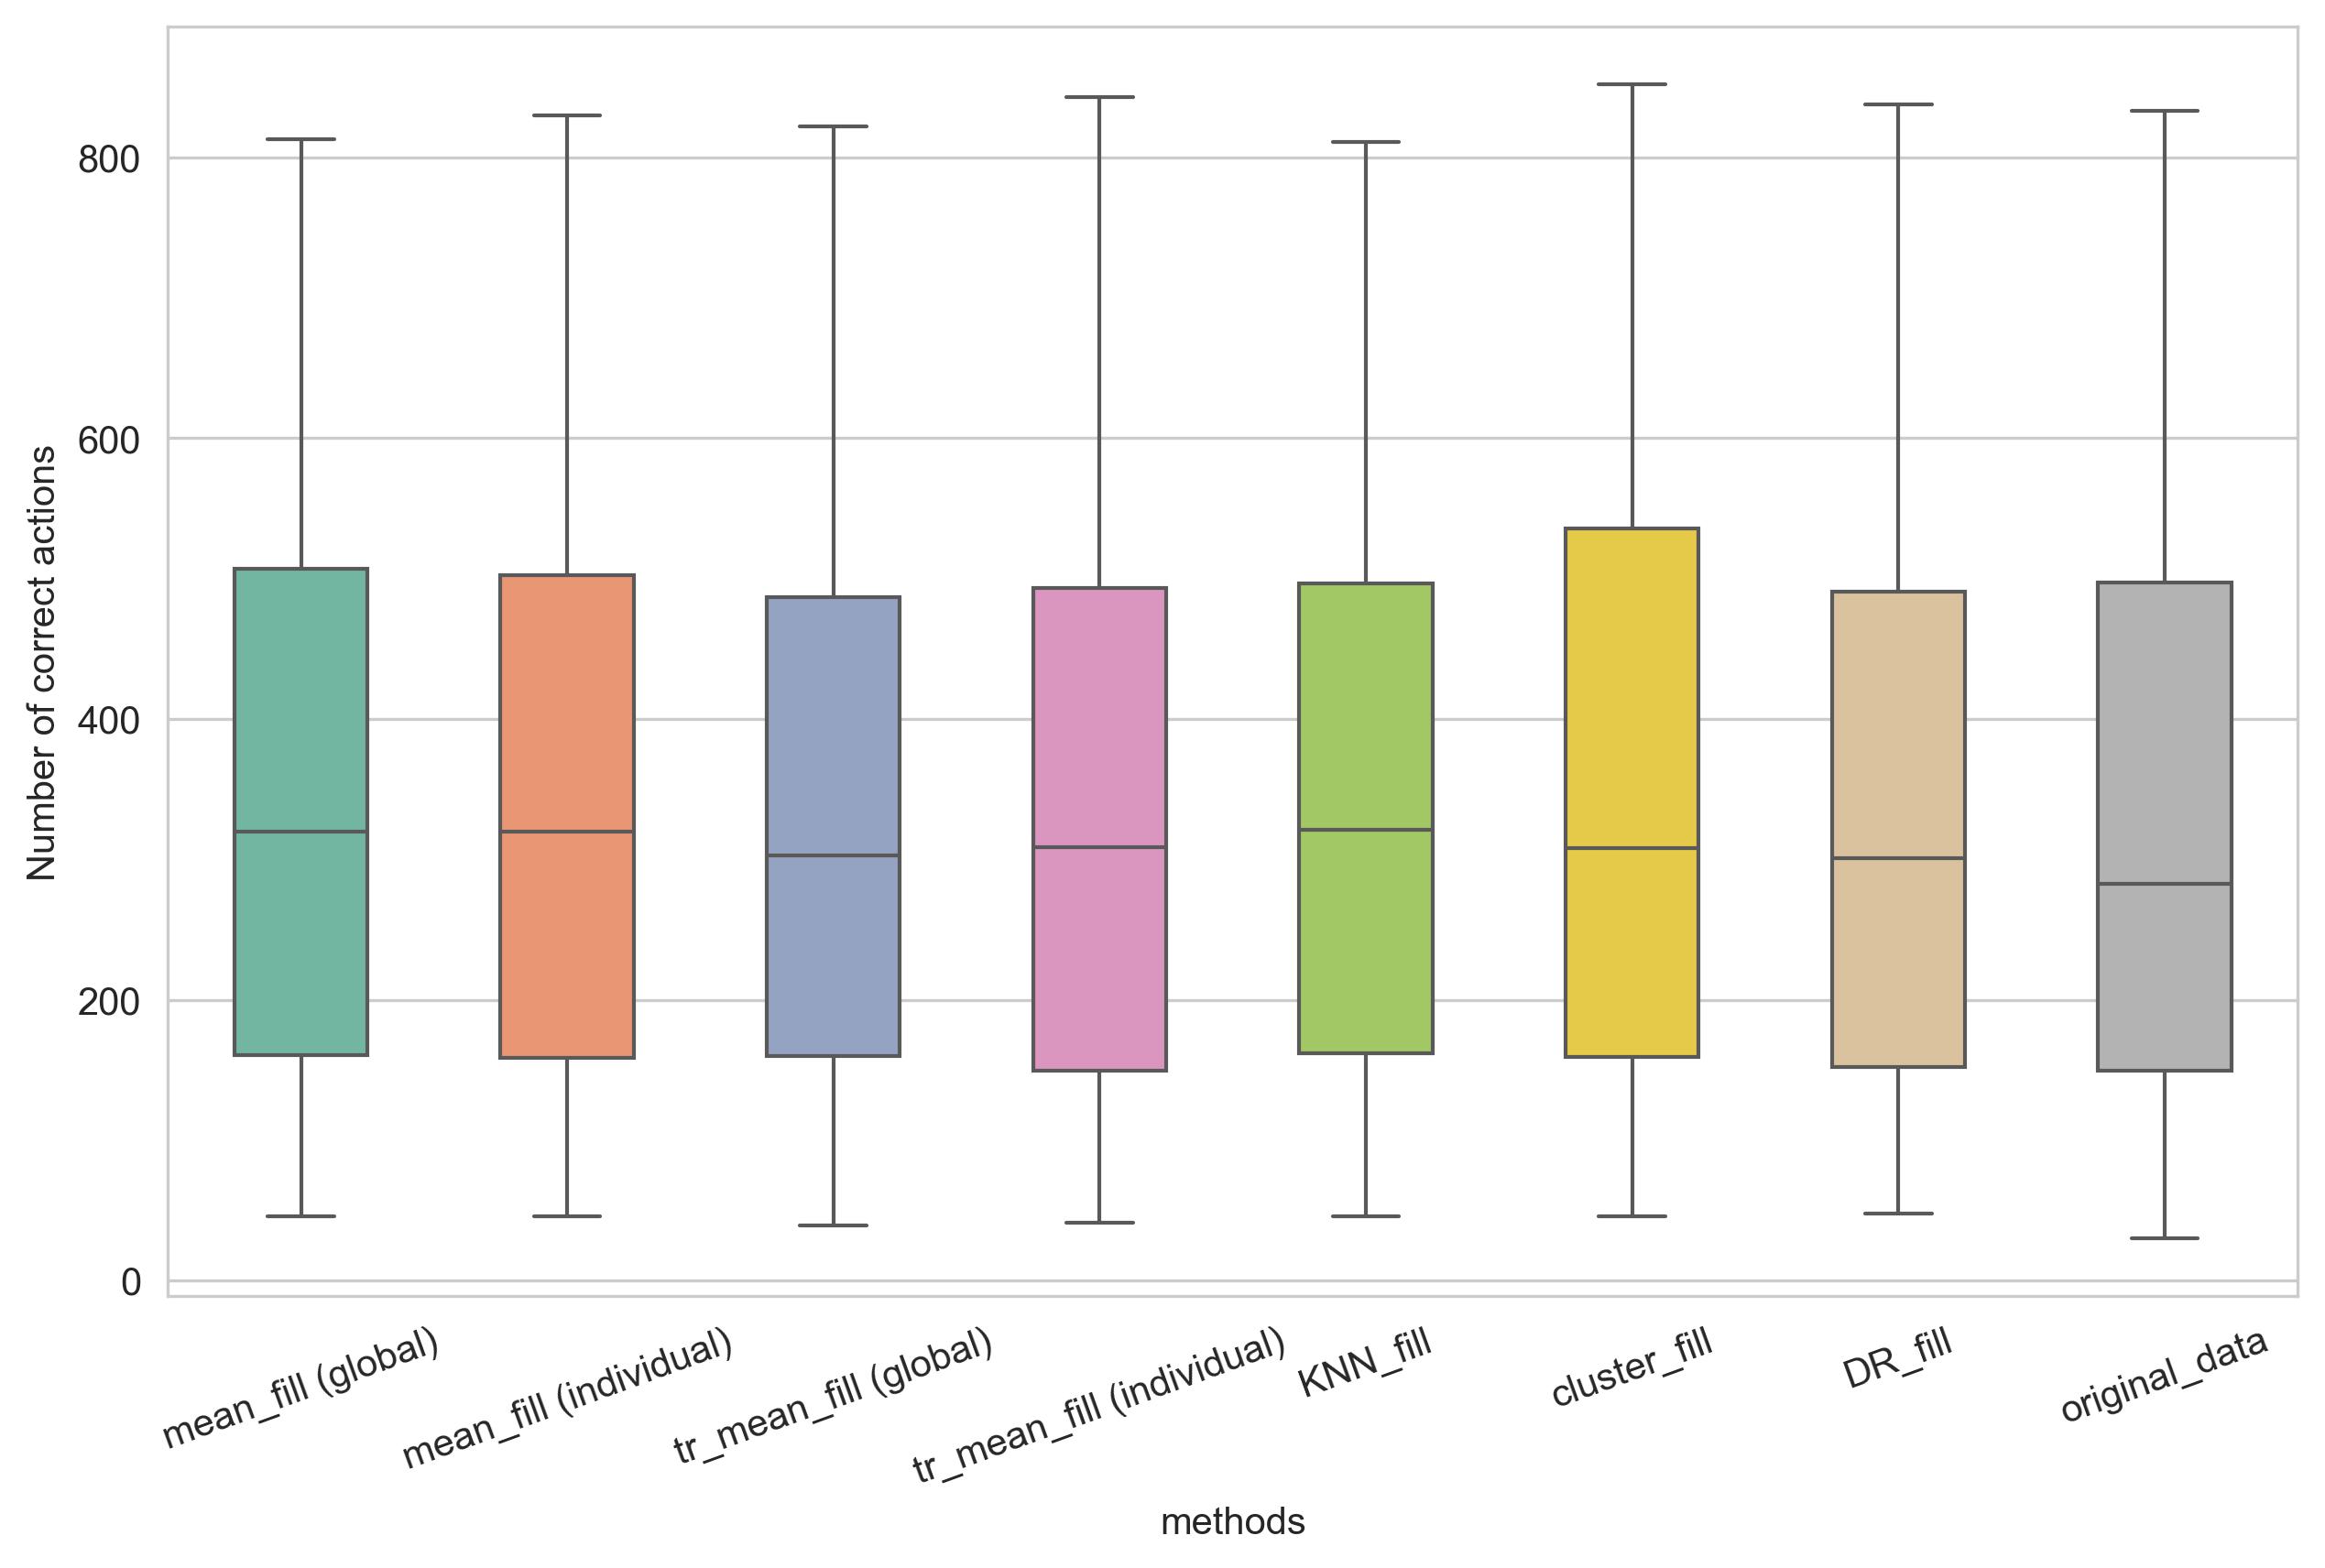 Number of correct actions
800
600
400
200
0
mean_fill (global)
mean_fill (individual)
tr_mean_fill (global)
tr_mean_fill (individual)
KNN_fill
cluster_fill
DR_fill
original_data
methods